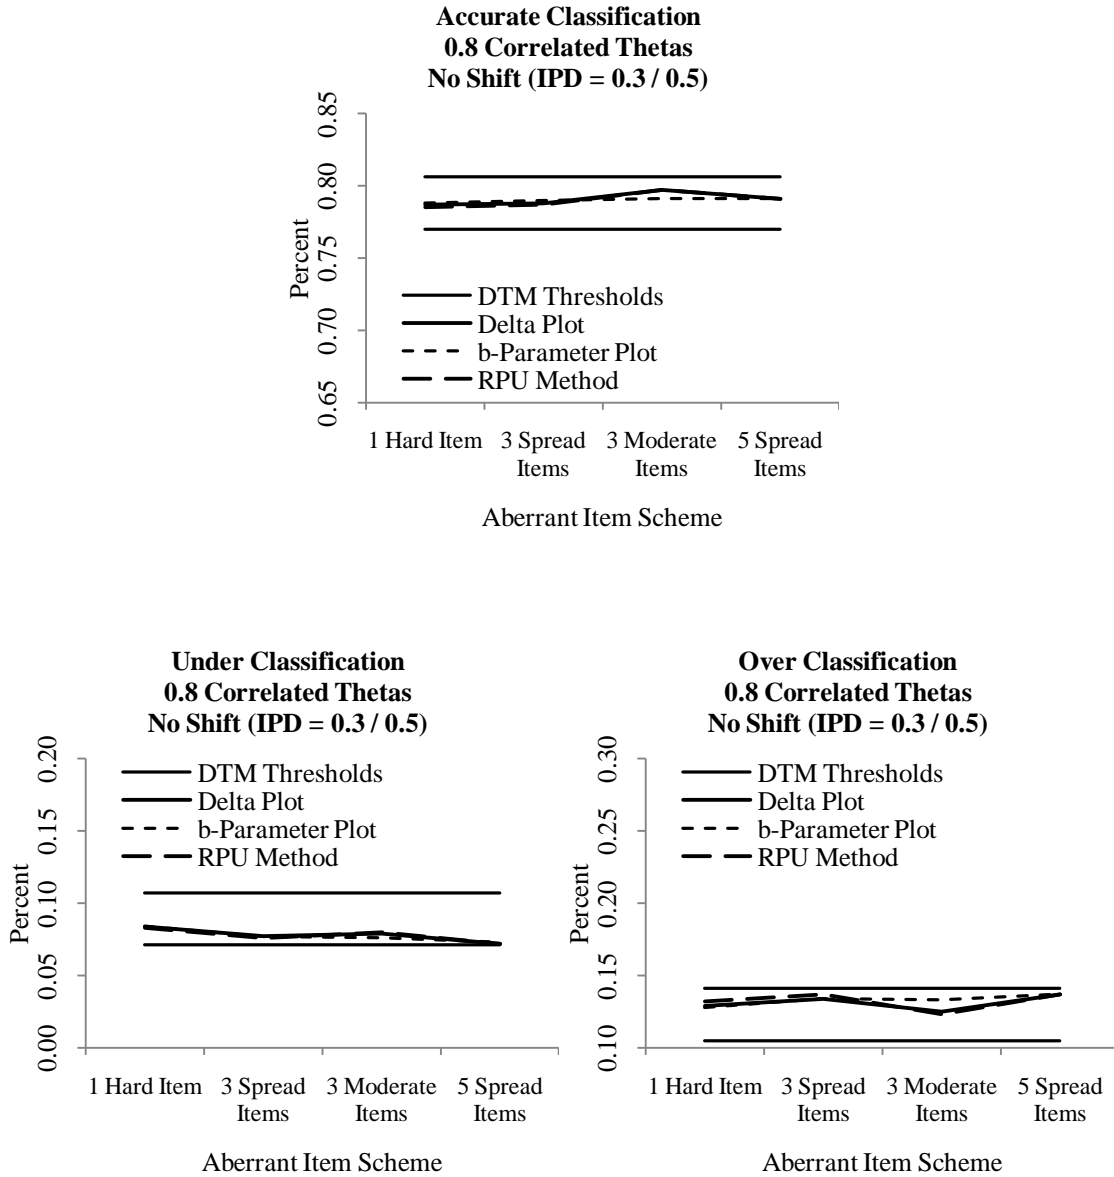 Accurate Classification
0.8 Correlated Thetas
No Shift (IPD = 0.3 / 0.5)
0.85
0.80
0.75
0.70
0.65
Percent
DTM Thresholds
Delta Plot
b-Parameter Plot
RPU Method
1 Hard Item 3 Spread Items 3 Moderate Items 5 Spread Items
Aberrant Item Scheme
Under Classification
0.8 Correlated Thetas
No Shift (IPD = 0.3 / 0.5)
0.20
0.15
0.10
0.05
0.00
Percent
DTM Thresholds
Delta Plot
b-Parameter Plot
RPU Method
1 Hard Item 3 Spread Items 3 Moderate Items 5 Spread Items
Aberrant Item Scheme
Over Classification
0.8 Correlated Thetas
No Shift (IPD = 0.3 / 0.5)
0.30
0.25
0.20
0.15
0.10
Percent
DTM Thresholds
Delta Plot
b-Parameter Plot
RPU Method
1 Hard Item 3 Spread Items 3 Moderate Items 5 Spread Items
Aberrant Item Scheme